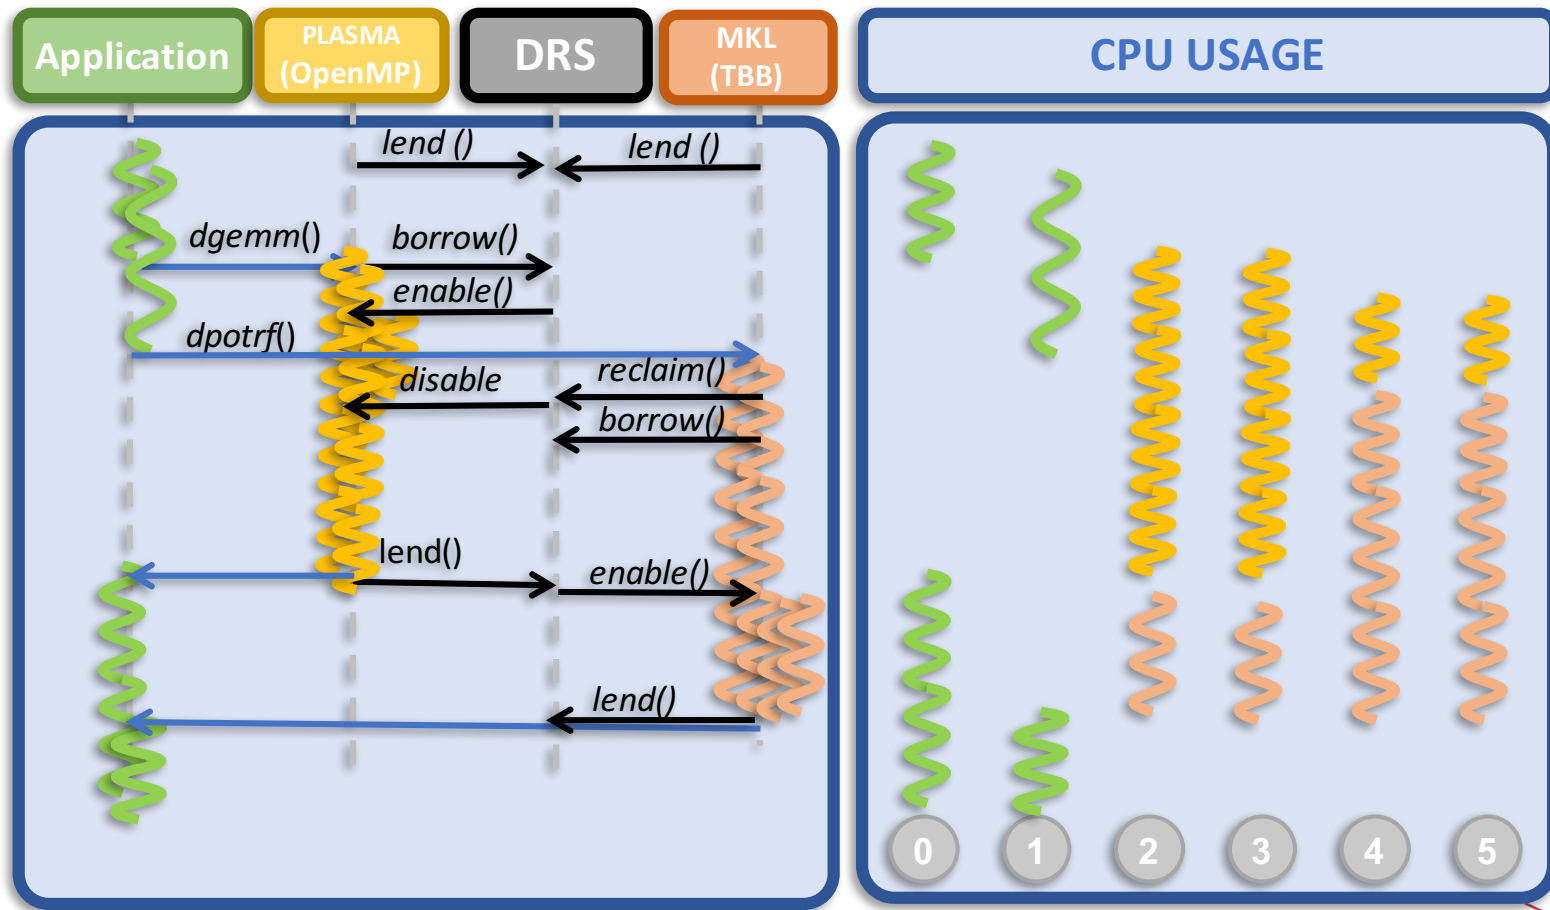 Application
PLASMA
(OpenMP)
DRS
MKL
(TBB)
CPU USAGE
lend ()
lend ()
dgemm()
borrow()
enable()
dpotrf()
reclaim()
disable
borrow()
lend()
enable()
lend()
0
1
2
3
4
5